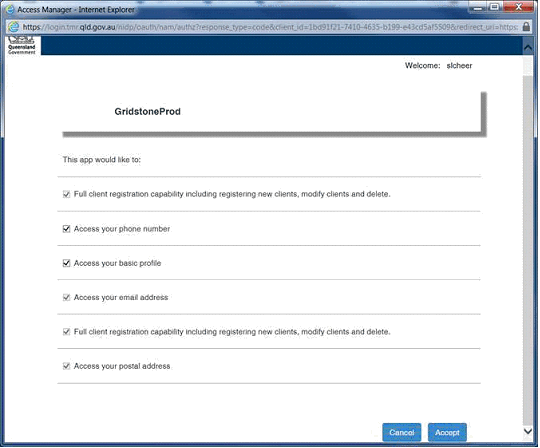 Access Manager - Internet Explorer
https://login.tmr.qld.gov.au/nidp/oauth/nam/authz?response_type=code&client_id=1bd91f21-7410-4635-b199-e43cd5af5509&redirect_uri=https:
Queensland
Government
Welcome: slcheer
GridstoneProd
This app would like to:
Full client registration capability including registering new clients, modify clients and delete.
Access your phone number
Access your basic profile
Access your email address
Full client registration capability including registering new clients, modify clients and delete.
Access your postal address
Cancel Accept